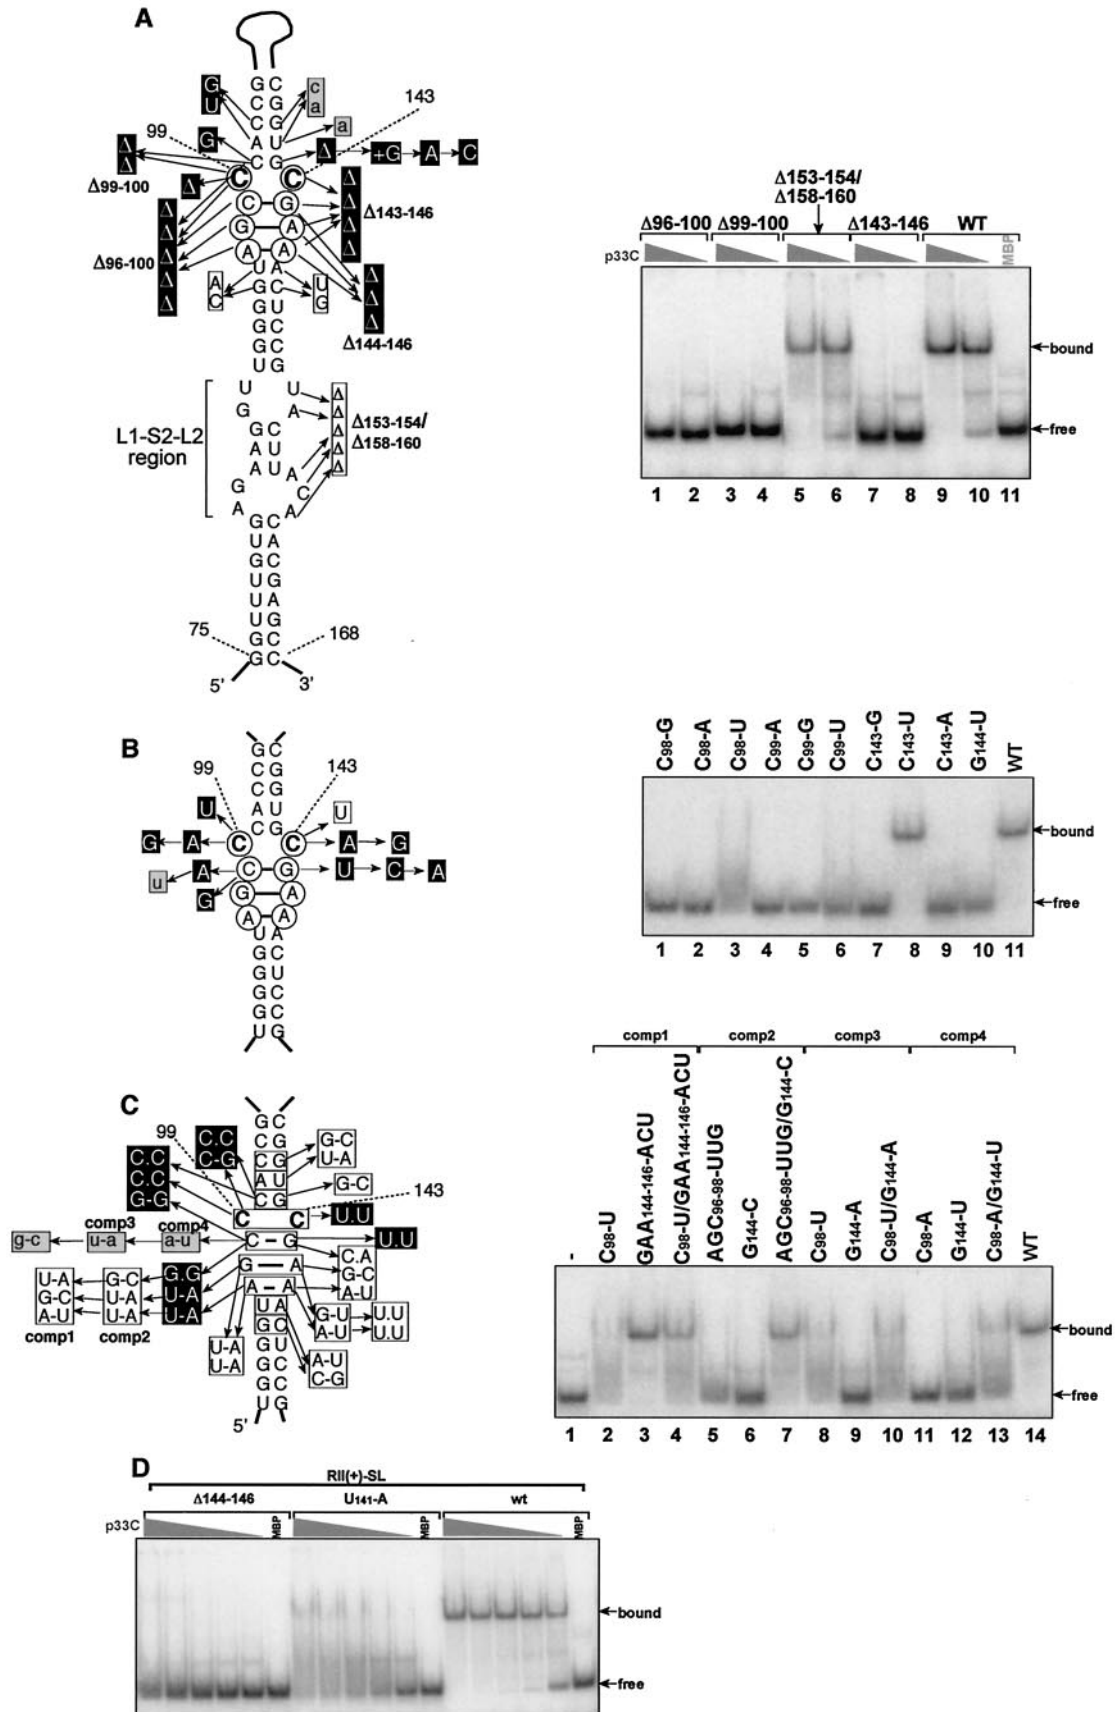 A
G C
C G
C G
A U
C G
G
U
c
a
a
G
143
99
Δ
Δ
Δ
+G
A
C
Δ99-100
Δ
C
C
C
G
G
A
A
A
Δ
Δ
Δ
Δ
Δ143-146
Δ96-100
Δ
Δ
Δ
Δ
Δ
A
C
U
G
Δ
Δ
Δ
Δ144-146
U A
G C
G U
G C
G C
U G
U
G
G
A
A
G
A
C
U
U
U
A
A
C
A
L1-S2-L2
region
Δ
Δ
Δ
Δ
Δ
Δ153-154/
Δ158-160
G C
U A
G C
U G
U A
U G
G C
G C
75
168
5'
3'
Δ153-154/
Δ158-160
Δ96-100
Δ99-100
Δ143-146
WT
p33C
MBP
bound
free
1 2 3 4 5 6 7 8 9 10 11
B
G C
C G
C G
A U
C G
99
143
U
U
G A C C A G
u A C G U C A
G G A
A A
U A
G C
G U
G C
G C
U G
C98-G
C98-A
C98-U
C99-A
C99-G
C99-U
C143-G
C143-U
C143-A
G144-U
WT
bound
free
1 2 3 4 5 6 7 8 9 10 11
C
G C
C G
C G
A U
C G
99
143
C.C
C-G
C.C
C.C
G-G
G-C
U-A
G-C
C C
U.U
comp3
comp4
g-c
u-a
a-u
C - G
U.U
U-A
G-C
A-U
comp1
G-C
U-A
U-A
comp2
G.G
U-A
U-A
G — A
A - A
C.A
G-C
A-U
G-U
A-U
U.U
U.U
U-A
U-A
A-U
C-G
U A
G C
G U
G C
G C
U G
5'
comp1
comp2
comp3
comp4
-
C98-U
GAA144-146-ACU
C98-U/GAA144-146-ACU
AGC96-98-UUG
G144-C
AGC96-98-UUG/G144-C
C98-U
G144-A
C98-U/G144-A
C98-A
G144-U
C98-A/G144-U
WT
bound
free
1 2 3 4 5 6 7 8 9 10 11 12 13 14
D
RII(+)-SL
Δ144-146
U141-A
wt
p33C
MBP
MBP
MBP
bound
free